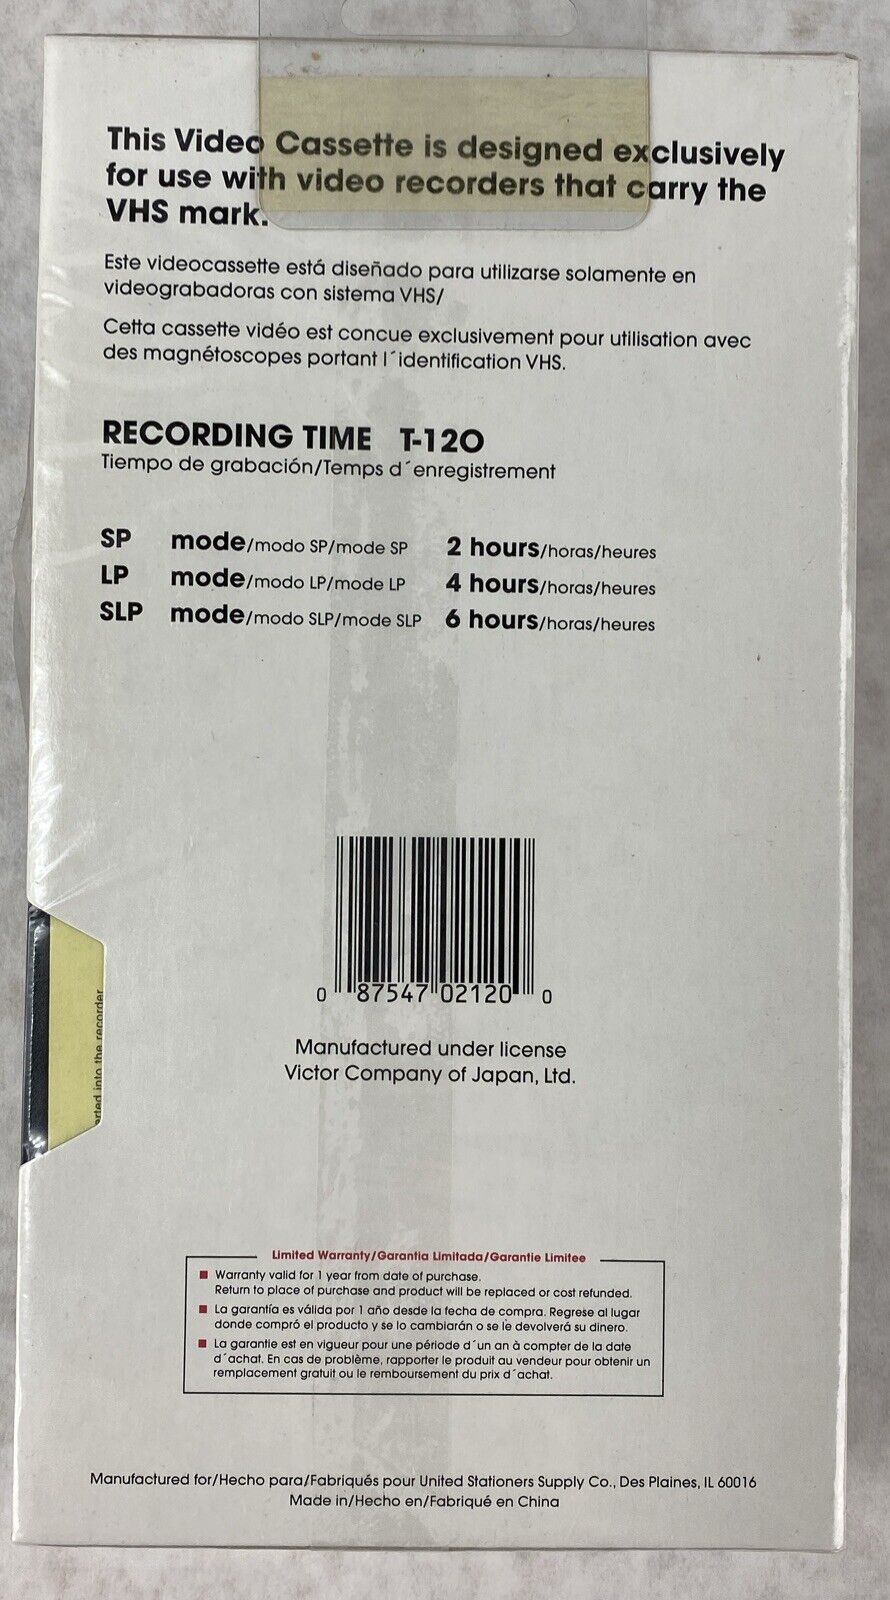 This Video Cassette is designed exclusively
for use with video recorders that carry the
VHS mark.
Este videocassette está diseñado para utilizarse solamente en
videograbadoras con sistema VHS/
Cetta cassette vidéo est concue exclusivement pour utilisation avec
des magnétoscopes portant l´identification VHS.
RECORDING TIME T-120
Tiempo de grabación/Temps d´enregistrement
SP mode/modo SP/mode SP 2 hours/horas/heures
LP mode/modo LP/mode LP 4 hours/horas/heures
SLP mode/modo SLP/mode SLP 6 hours/horas/heures
0 87547 02120 0
into the recorder
Manufactured under license
Victor Company of Japan, Ltd.
Limited Warranty/Garantia Limitada/Garantie Limitee
Warranty valid for 1 year from date of purchase.
Return to place of purchase and product will be replaced or cost refunded.
La garantía es válida por 1 año desde la fecha de compra. Regrese al lugar
donde compró el producto y se lo cambiarán o se le devolverá su dinero.
La garantie est en vigueur pour une période d´un an à compter de la date
d´achat. En cas de problème, rapporter le produit au vendeur pour obtenir un
remplacement gratuit ou le remboursement du prix d´achat.
Manufactured for/Hecho para/Fabriqués pour United Stationers Supply Co., Des Plaines, IL 60016
Made in/Hecho en/Fabriqué en China